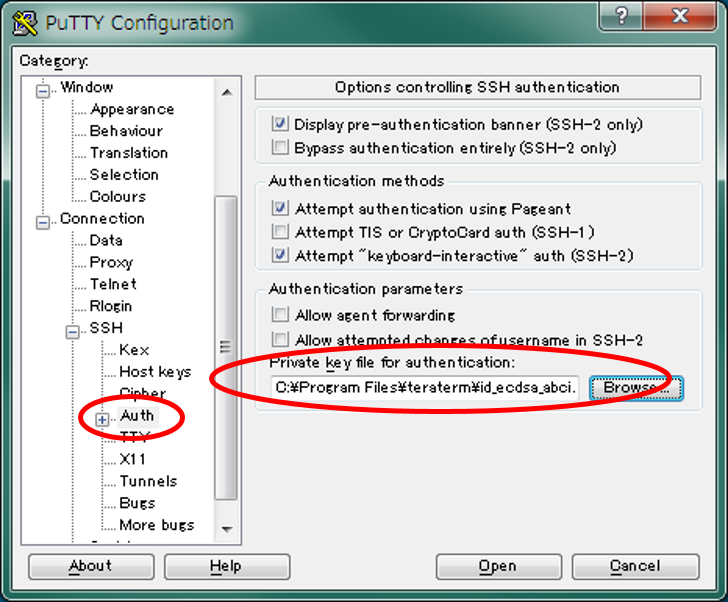 PuTTY Configuration
?
X
Category:
Window
Appearance
Behaviour
Translation
Selection
Colours
Connection
Data
Proxy
Telnet
Rlogin
SSH
Kex
Host keys
Cipher
Auth
TTY
X11
Tunnels
Bugs
More bugs
Options controlling SSH authentication
Display pre-authentication banner (SSH-2 only)
Bypass authentication entirely (SSH-2 only)
Authentication methods
Attempt authentication using Pageant
Attempt TIS or CryptoCard auth (SSH-1)
Attempt "keyboard-interactive" auth (SSH-2)
Authentication parameters
Allow agent forwarding
Allow attempted changes of username in SSH-2
Private key file for authentication:
C:¥Program Files¥teraterm¥id_ecdsa_abci.
Browse...
About
Help
Open
Cancel